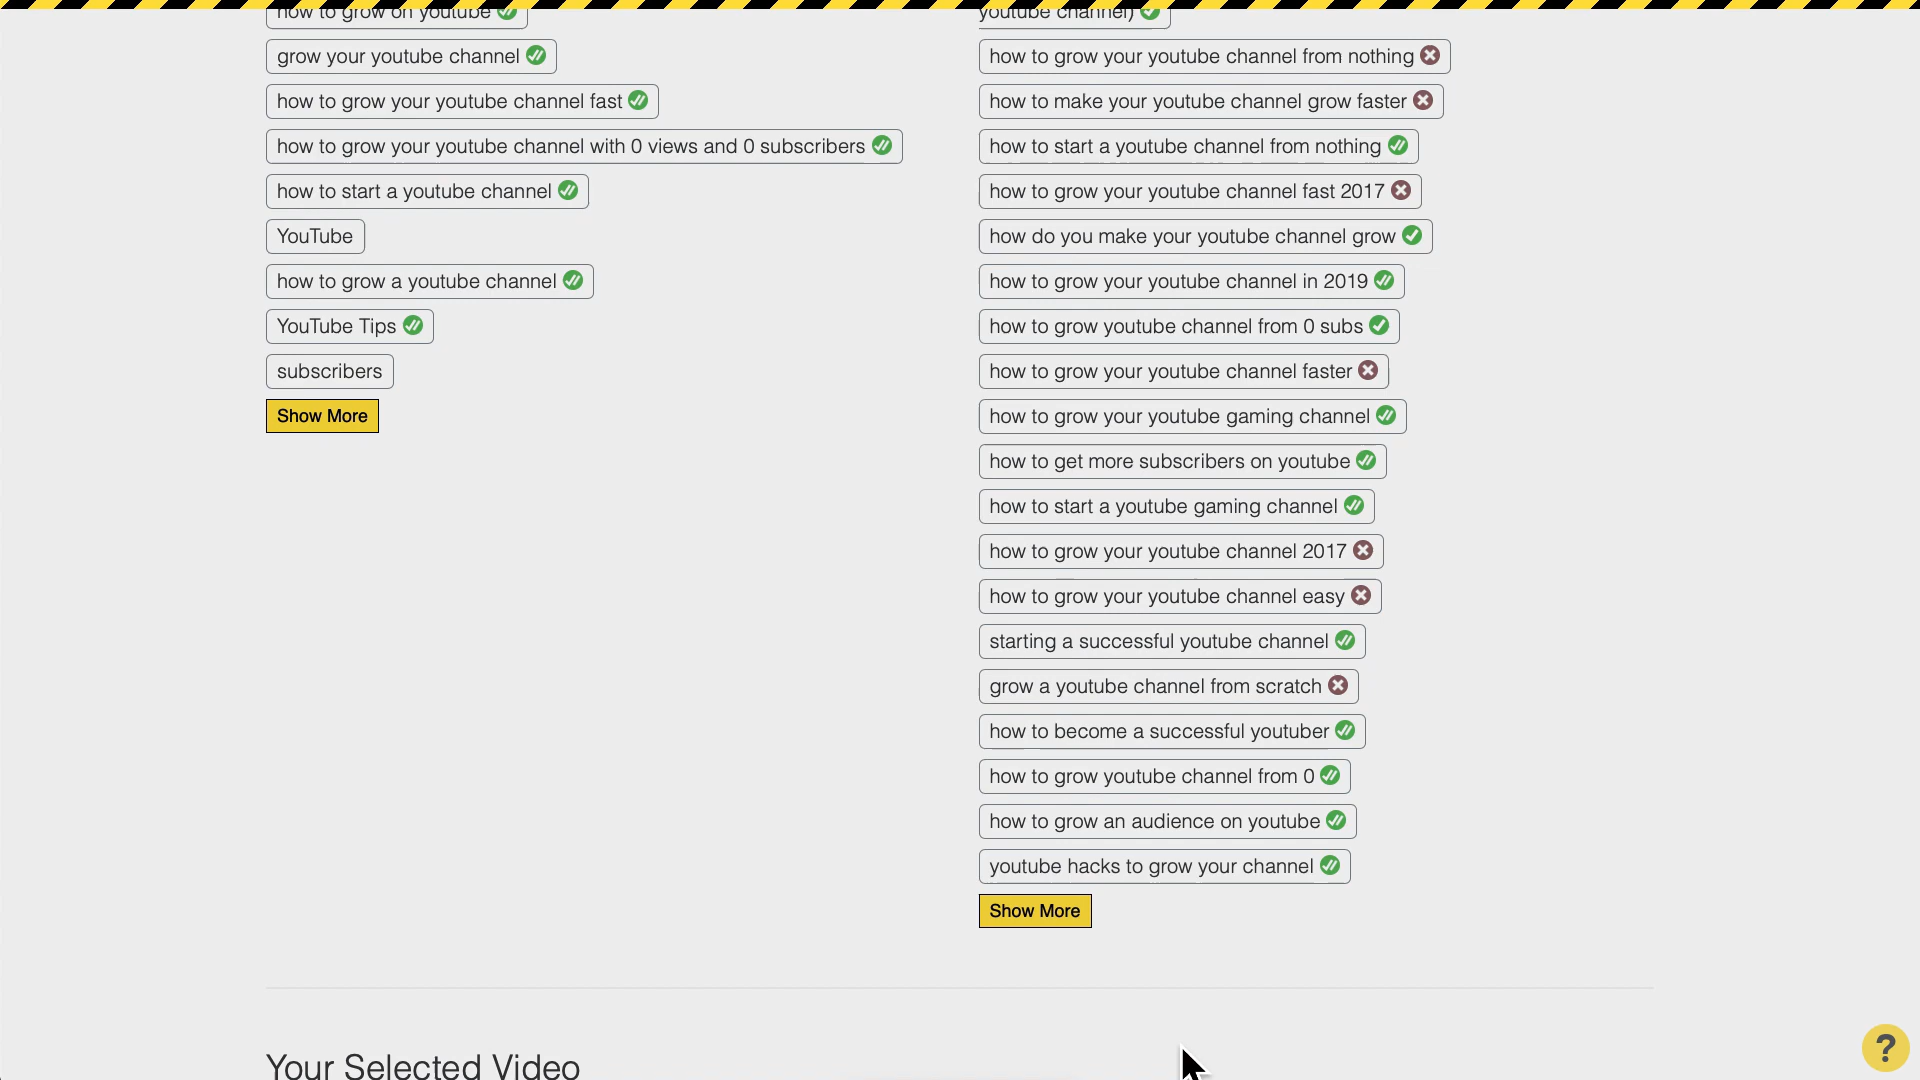 how to grow on youtube
grow your youtube channel
how to grow your youtube channel fast
how to grow your youtube channel with 0 views and 0 subscribers
how to start a youtube channel
YouTube
how to grow a youtube channel
YouTube Tips
subscribers
Show More
youtube channel)
how to grow your youtube channel from nothing
how to make your youtube channel grow faster
how to start a youtube channel from nothing
how to grow your youtube channel fast 2017
how do you make your youtube channel grow
how to grow your youtube channel in 2019
how to grow youtube channel from 0 subs
how to grow your youtube channel faster
how to grow your youtube gaming channel
how to get more subscribers on youtube
how to start a youtube gaming channel
how to grow your youtube channel 2017
how to grow your youtube channel easy
starting a successful youtube channel
grow a youtube channel from scratch
how to become a successful youtuber
how to grow youtube channel from 0
how to grow an audience on youtube
youtube hacks to grow your channel
Show More
Your Selected Video
?